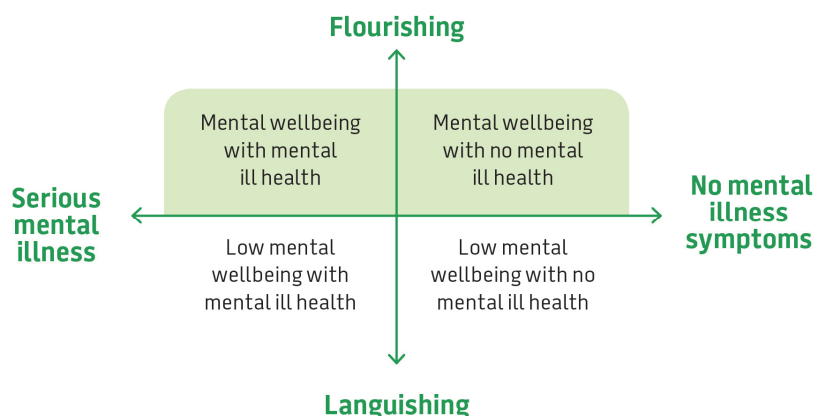 Flourishing
Mental wellbeing
with mental
ill health
Mental wellbeing
with no mental
ill health
Serious
mental
illness
No mental
illness
symptoms
Low mental
wellbeing with
mental ill health
Low mental
wellbeing with no
mental ill health
Languishing